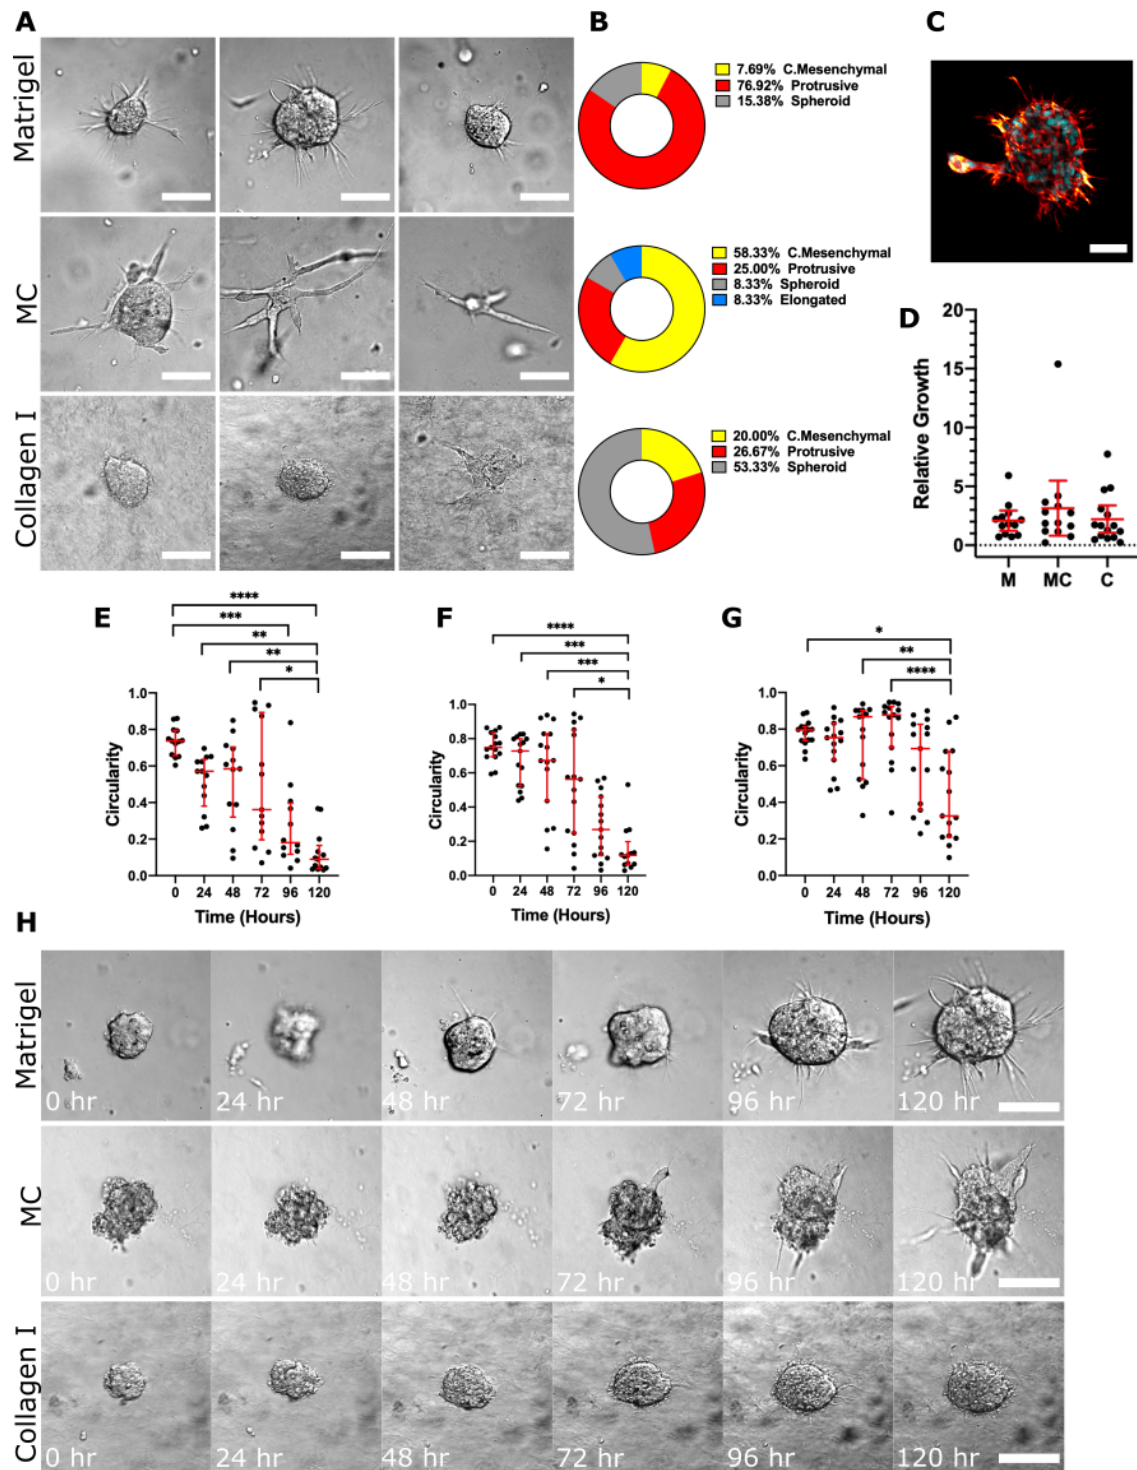 A
B
C
Matrigel
MC
Collagen I
7.69% C.Mesenchymal
76.92% Protrusive
15.38% Spheroid
58.33% C.Mesenchymal
25.00% Protrusive
8.33% Spheroid
8.33% Elongated
20.00% C.Mesenchymal
26.67% Protrusive
53.33% Spheroid
D
20
15
10
5
0
Relative Growth
M MC C
E
****
***
**
**
*
1.0
0.8
0.6
0.4
0.2
0.0
Circularity
0 24 48 72 96 120
Time (Hours)
F
****
***
***
*
1.0
0.8
0.6
0.4
0.2
0.0
Circularity
0 24 48 72 96 120
Time (Hours)
G
*
**
****
1.0
0.8
0.6
0.4
0.2
0.0
Circularity
0 24 48 72 96 120
Time (Hours)
H
Matrigel
0 hr 24 hr 48 hr 72 hr 96 hr 120 hr
MC
0 hr 24 hr 48 hr 72 hr 96 hr 120 hr
Collagen I
0 hr 24 hr 48 hr 72 hr 96 hr 120 hr